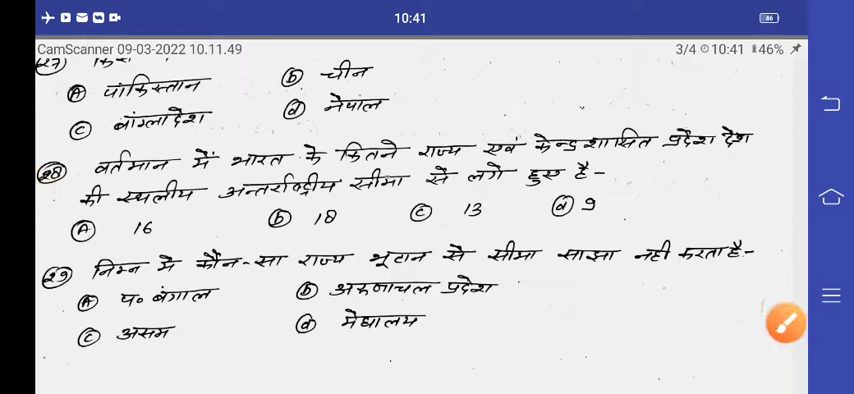 10:41
46
CamScanner 09-03-2022 10.11.49
3/4 10:41 46%
27)
A पाकिस्तान b चीन
C बांग्लादेश d नेपाल
28 वर्तमान में भारत के कितने राज्य एवं केन्द्रशासित प्रदेश देश
की स्थलीय अन्तर्राष्ट्रीय सीमा से लगे हुए है-
A 16 b 18 C 13 d 9
29 निम्न में कौन-सा राज्य भूटान से सीमा साझा नही करता है-
A प० बंगाल b अरुणाचल प्रदेश
C असम d मेघालय